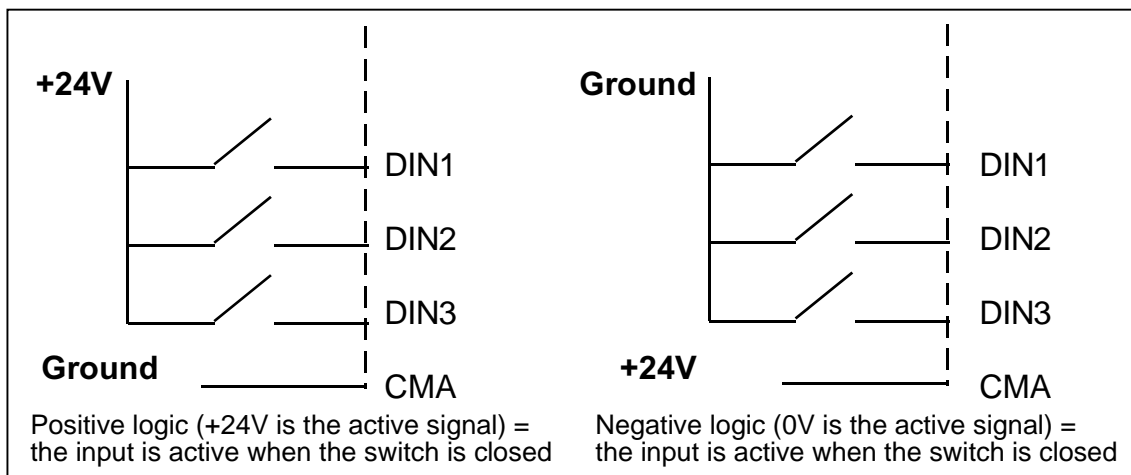 +24V
DIN1
DIN2
DIN3
Ground
CMA
Positive logic (+24V is the active signal) =
the input is active when the switch is closed
Ground
DIN1
DIN2
DIN3
+24V
CMA
Negative logic (0V is the active signal) =
the input is active when the switch is closed